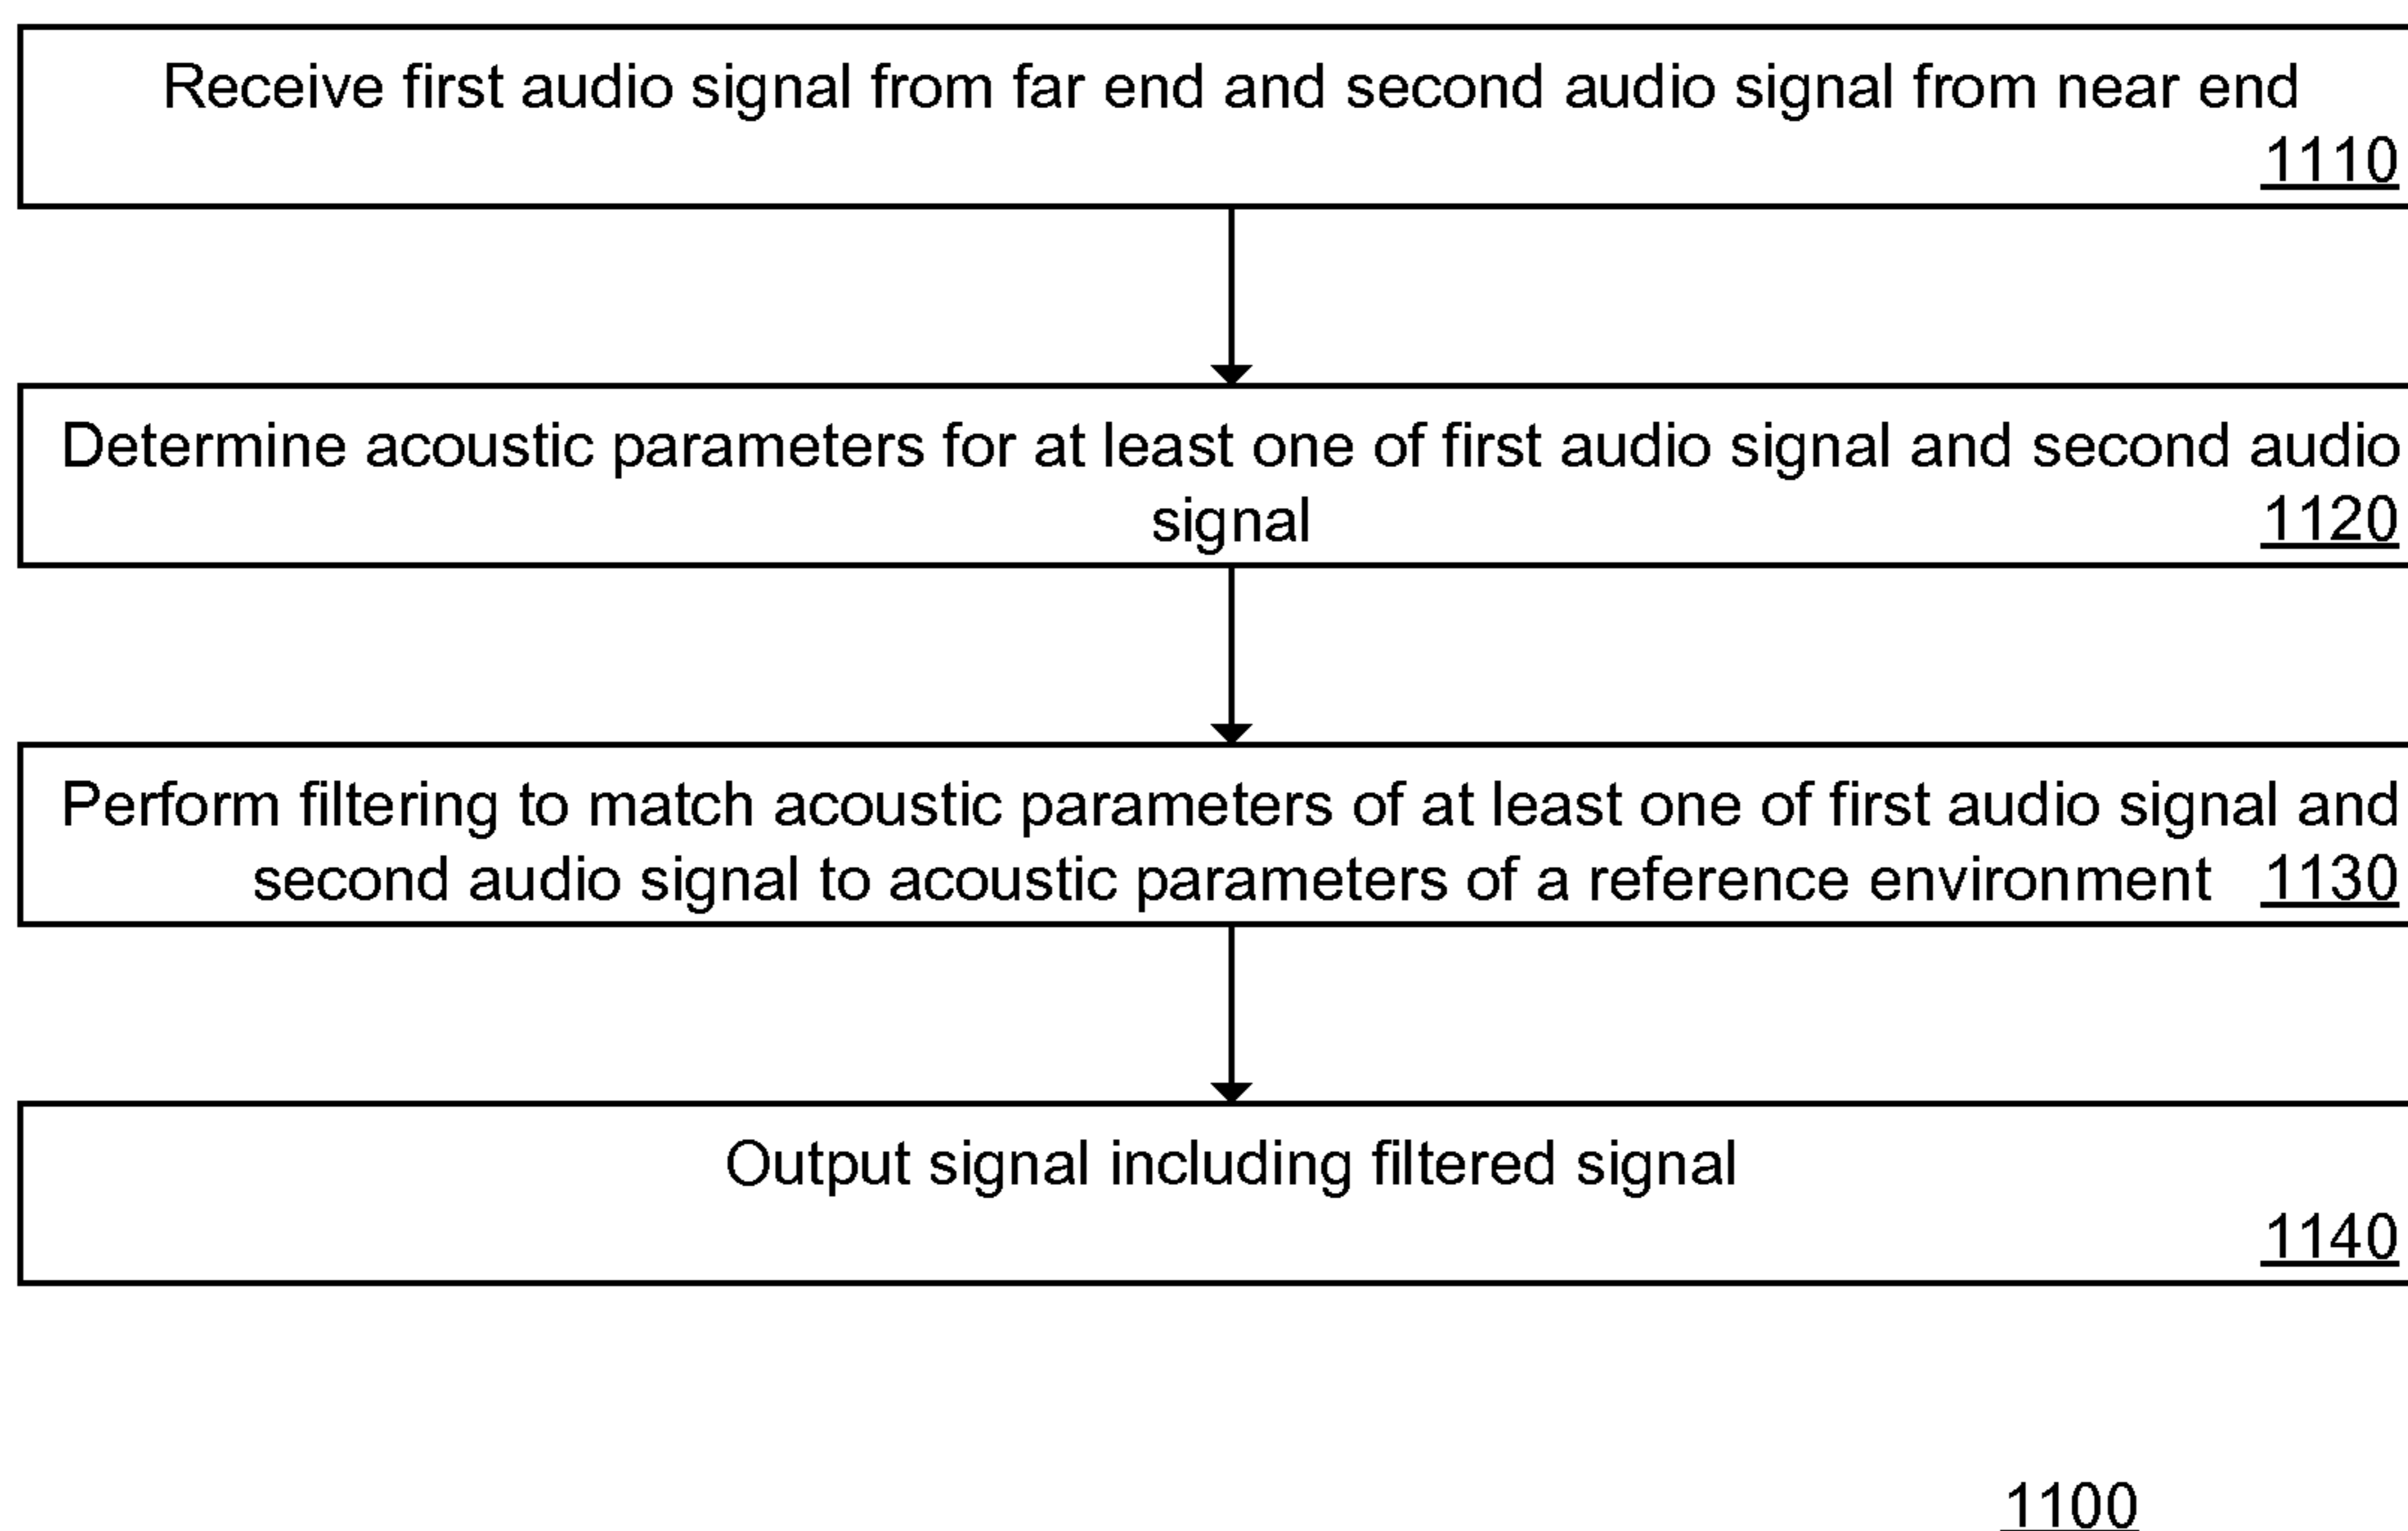 Receive first audio signal from far end and second audio signal from near end
1110
Determine acoustic parameters for at least one of first audio signal and second audio
signal 1120
Perform filtering to match acoustic parameters of at least one of first audio signal and
second audio signal to acoustic parameters of a reference environment 1130
Output signal including filtered signal
1140
1100